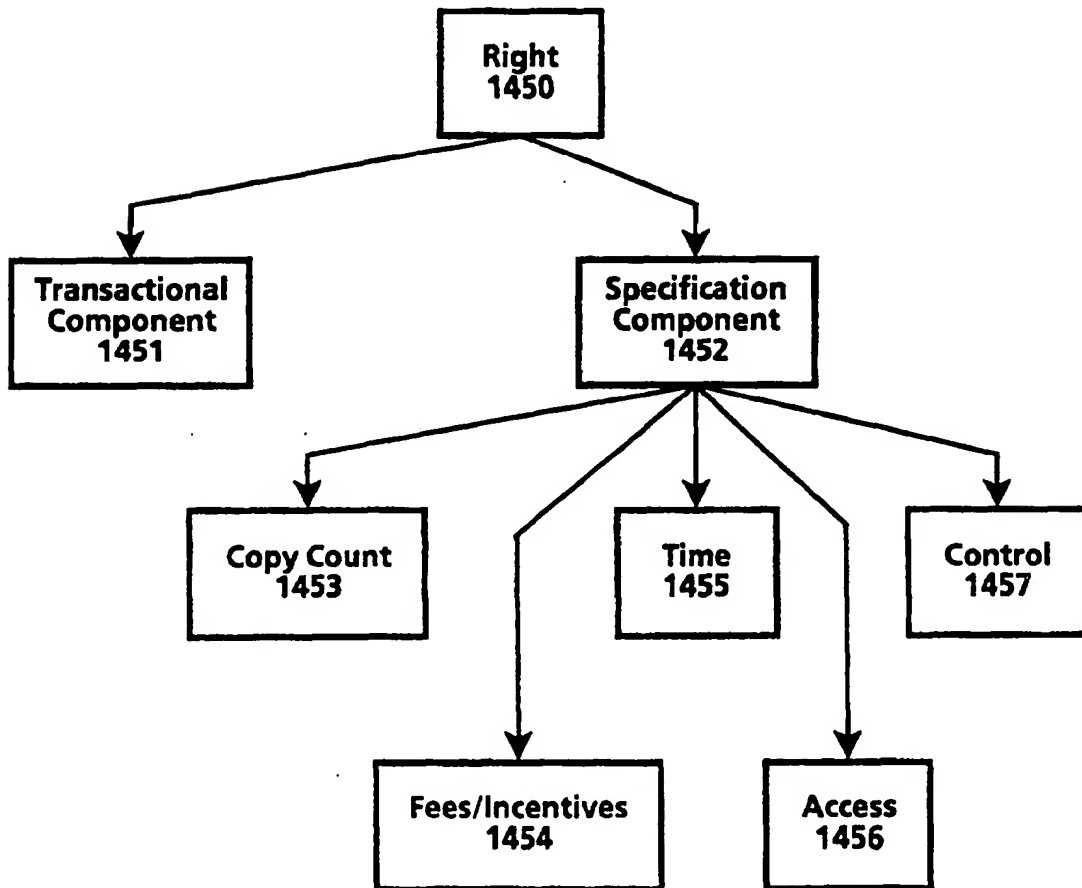 Right
1450
Transactional
Component
1451
Specification
Component
1452
Copy Count
1453
Time
1455
Control
1457
Fees/Incentives
1454
Access
1456